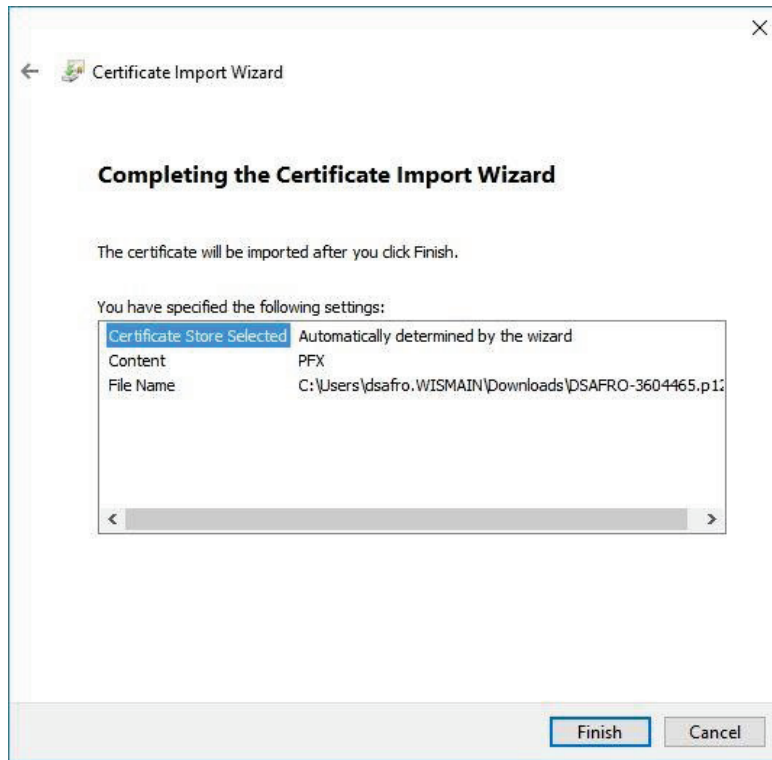 Certificate Import Wizard
Completing the Certificate Import Wizard
The certificate will be imported after you click Finish.
You have specified the following settings:
Certificate Store Selected Automatically determined by the wizard
Content PFX
File Name C:\Users\dsafro.WISMAIN\Downloads\DSAFRO-3604465.p12
Finish Cancel